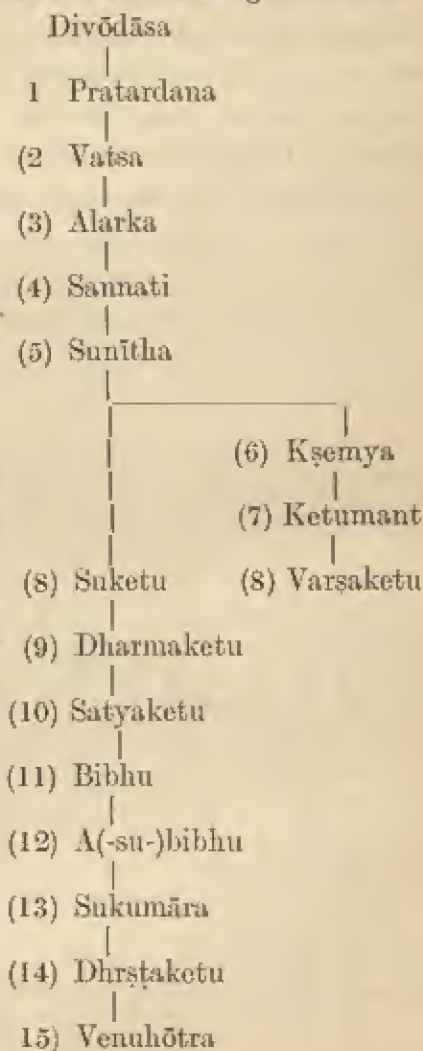 Divōdāsa
1 Pratardana
(2 Vatsa
(3) Alarka
(4) Sannati
(5) Sunītha
(6) Kṣemya
(7) Ketumant
(8) Suketu (8) Varṣaketu
(9) Dharmaketu
(10) Satyaketu
(11) Bibhu
(12) A(-su-)bibhu
(13) Sukumāra
(14) Dhrṣṭaketu
15) Venuhōtra